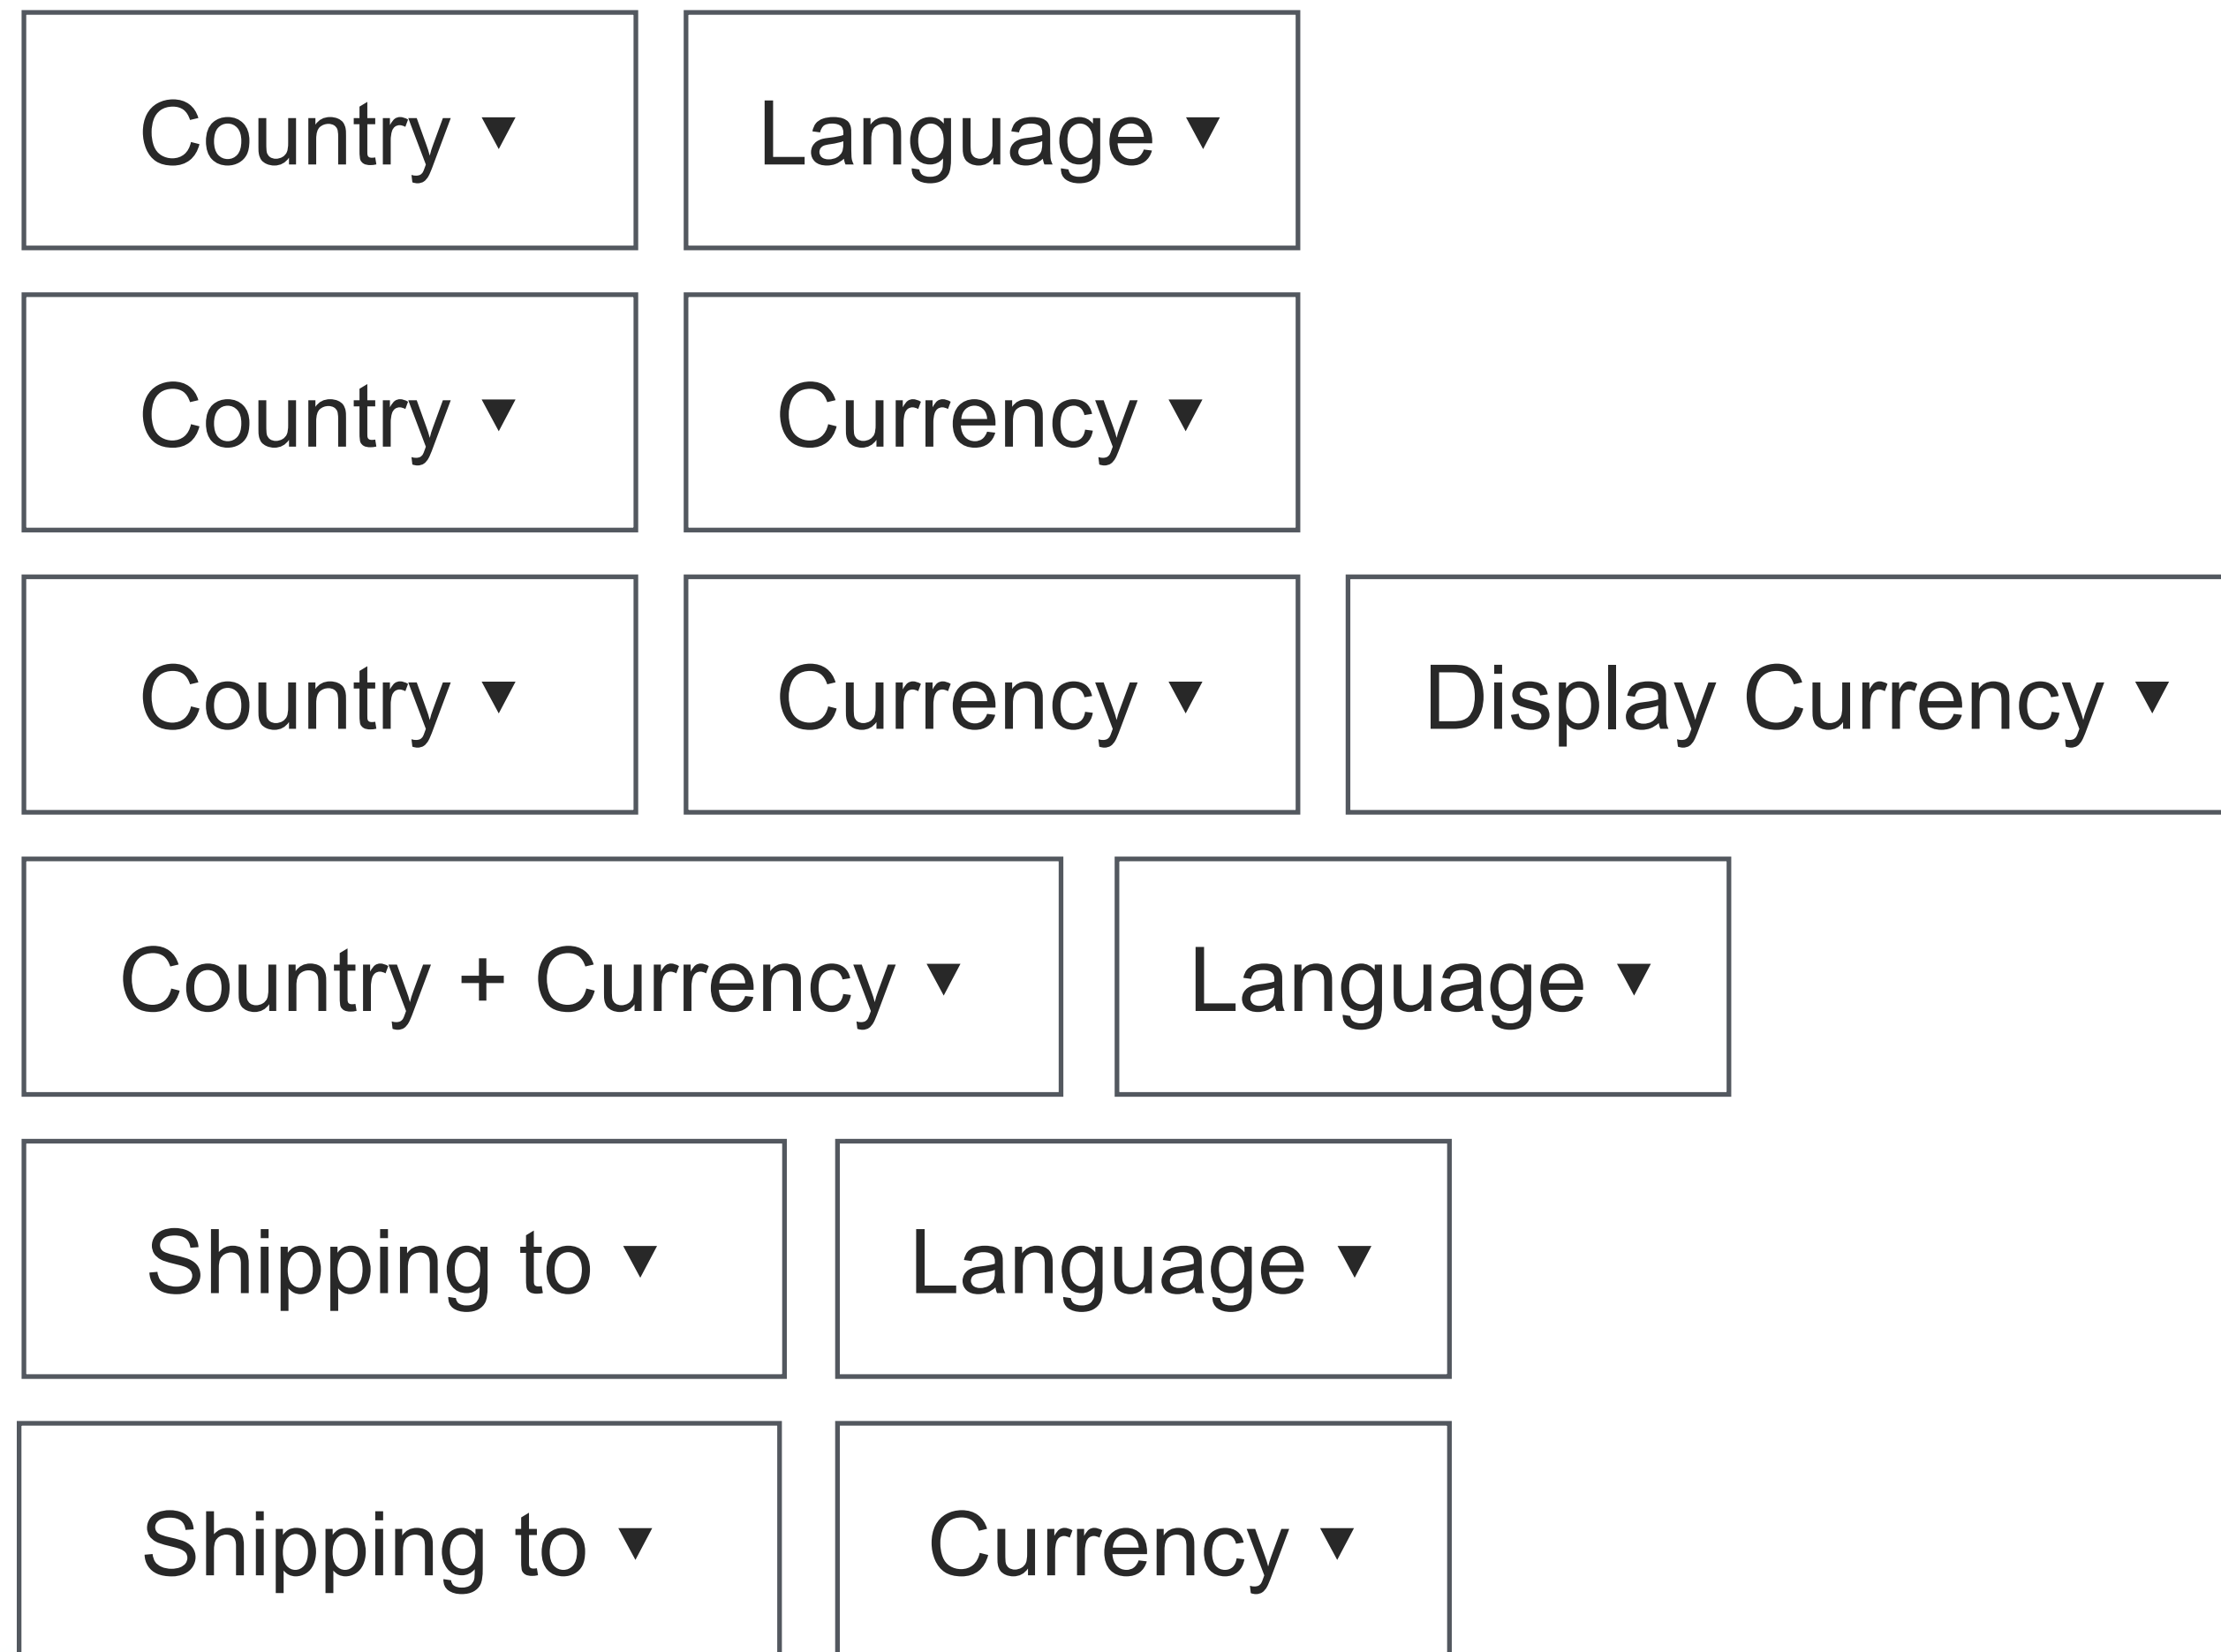 Country ▼ Language ▼
Country ▼ Currency ▼
Country ▼ Currency ▼ Display Currency ▼
Country + Currency ▼ Language ▼
Shipping to ▼ Language ▼
Shipping to ▼ Currency ▼